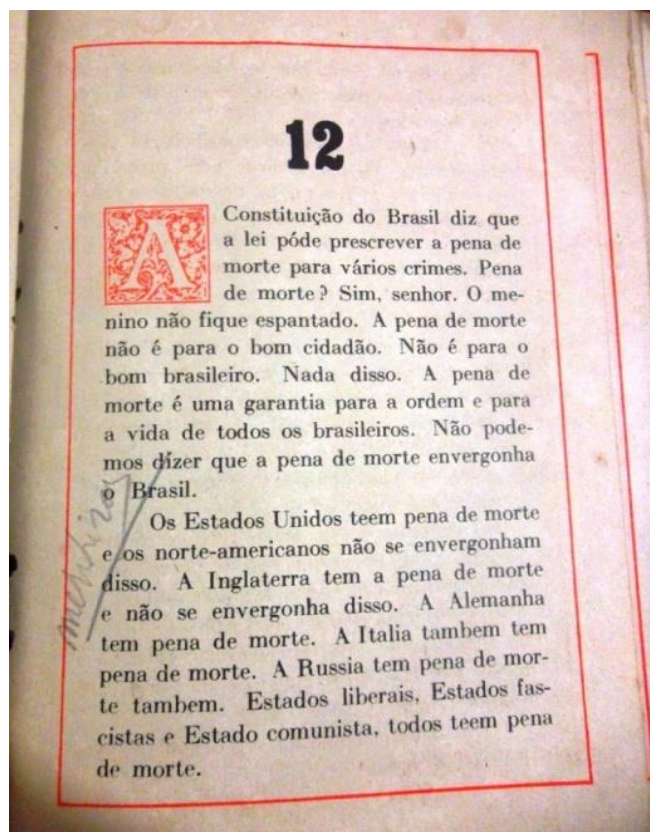 12
A Constituição do Brasil diz que
a lei póde prescrever a pena de
morte para vários crimes. Pena
de morte? Sim, senhor. O me-
nino não fique espantado. A pena de morte
não é para o bom cidadão. Não é para o
bom brasileiro. Nada disso. A pena de
morte é uma garantia para a ordem e para
a vida de todos os brasileiros. Não pode-
mos dizer que a pena de morte envergonha
o Brasil.
Os Estados Unidos teem pena de morte
e os norte-americanos não se envergonham
disso. A Inglaterra tem a pena de morte
e não se envergonha disso. A Alemanha
tem pena de morte. A Italia tambem tem
pena de morte. A Russia tem pena de mor-
te tambem. Estados liberais, Estados fas-
cistas e Estado comunista, todos teem pena
de morte.